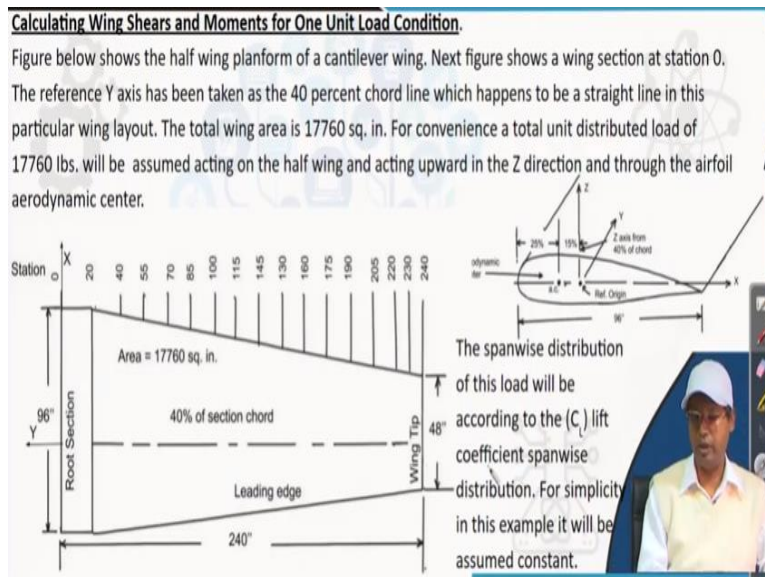 Calculating Wing Shears and Moments for One Unit Load Condition.
Figure below shows the half wing planform of a cantilever wing. Next figure shows a wing section at station 0.
The reference Y axis has been taken as the 40 percent chord line which happens to be a straight line in this
particular wing layout. The total wing area is 17760 sq. in. For convenience a total unit distributed load of
17760 lbs. will be assumed acting on the half wing and acting upward in the Z direction and through the airfoil
aerodynamic center.
Station
X
0
20
40
55
70
85
100
115
145
130
160
175
190
205
220
230
240
Area = 17760 sq. in.
96"
Y
Root Section
40% of section chord
Wing Tip
48"
Leading edge
240"
Z
Y
25%
15%
Z axis from
40% of chord
odynamic
ter
a.c.
Ref. Origin
X
96"
The spanwise distribution
of this load will be
according to the (CL) lift
coefficient spanwise
distribution. For simplicity
in this example it will be
assumed constant.